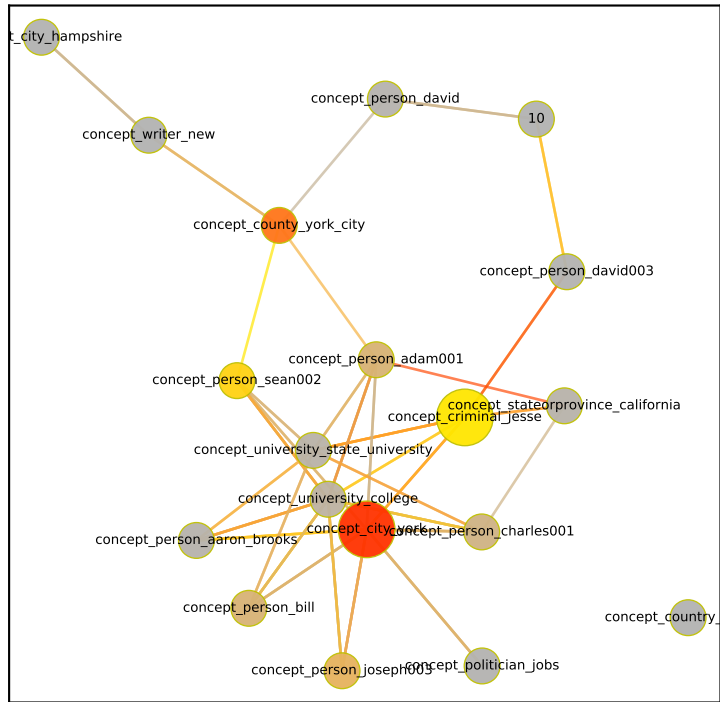 t_city_hampshire
concept_person_david
10
concept_writer_new
concept_county_york_city
concept_person_david003
concept_person_adam001
concept_person_sean002
concept_stateorprovince_california
concept_criminal_jesse
concept_university_state_university
concept_university_college
concept_city_york
concept_person_charles001
concept_person_aaron_brooks
concept_person_bill
concept_country_
concept_politician_jobs
concept_person_joseph003